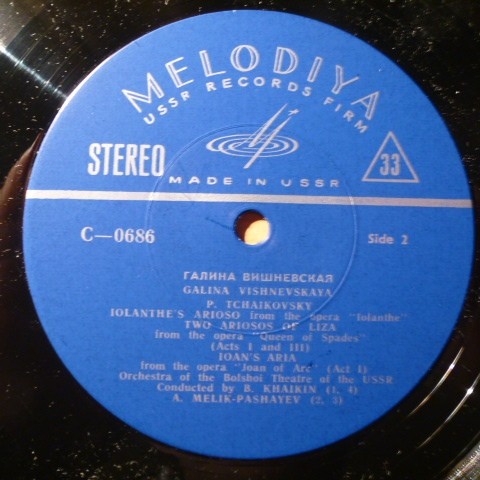 MELODIYA
USSR RECORDS FIRM
STEREO
33
MADE IN USSR
C—0686
Side 2
ГАЛИНА ВИШНЕВСКАЯ
GALINA VISHNEVSKAYA
P. TCHAIKOVSKY
IOLANTHE'S ARIOSO from the opera "Iolanthe"
TWO ARIOSOS OF LIZA
from the opera "Queen of Spades"
(Acts I and III)
IOAN'S ARIA
from the opera "Joan of Arc" (Act I)
Orchestra of the Bolshoi Theatre of the USSR
Conducted by B. KHAIKIN (1, 4)
A. MELIK-PASHAYEV (2, 3)